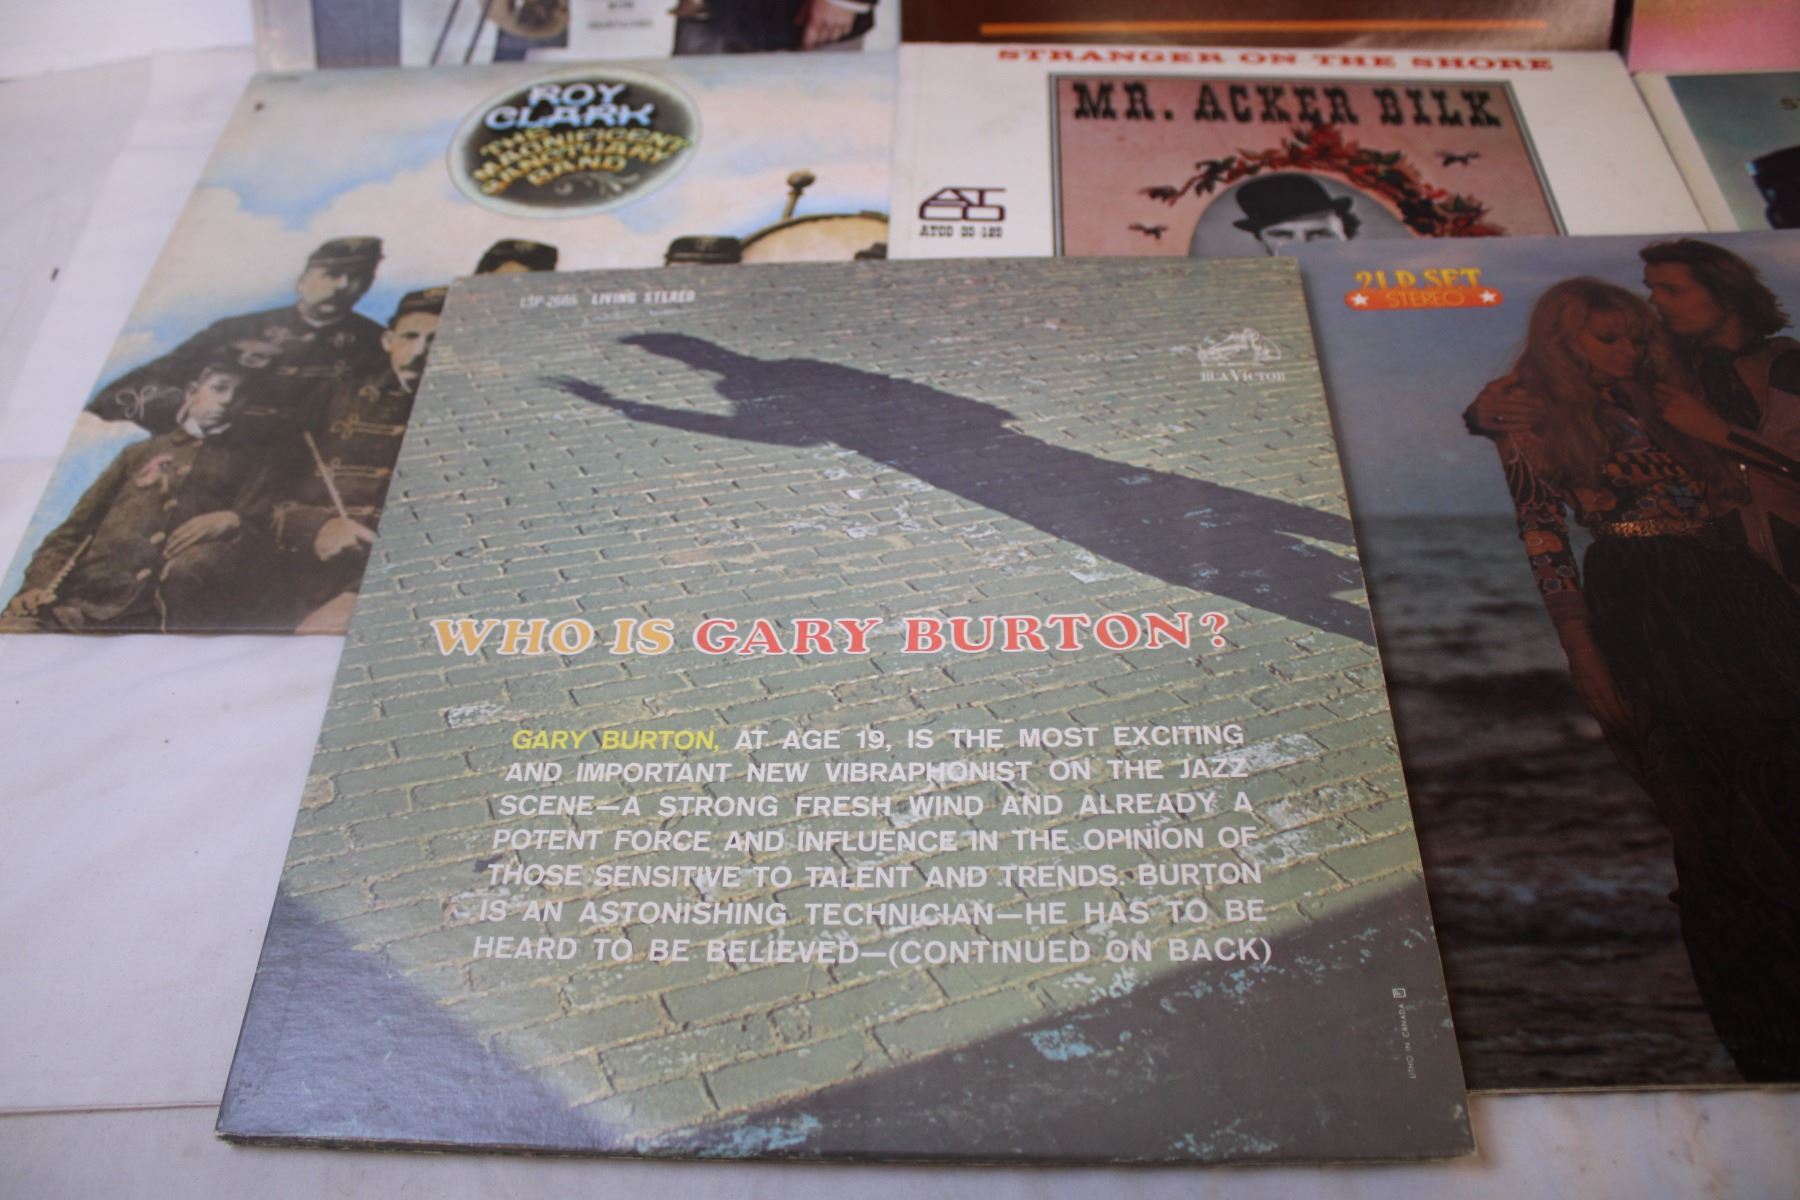 ROY
CLARK
THE
MAGNIFICENT
SANCTUARY
BAND
STRANGER ON THE SHORE
MR. ACKER BILK
ATCO
ATCO 33-129
2LP SET
STEREO
LSP-2665 LIVING STEREO
RCA VICTOR
WHO IS GARY BURTON?
GARY BURTON, AT AGE 19, IS THE MOST EXCITING
AND IMPORTANT NEW VIBRAPHONIST ON THE JAZZ
SCENE—A STRONG FRESH WIND AND ALREADY A
POTENT FORCE AND INFLUENCE IN THE OPINION OF
THOSE SENSITIVE TO TALENT AND TRENDS. BURTON
IS AN ASTONISHING TECHNICIAN—HE HAS TO BE
HEARD TO BE BELIEVED—(CONTINUED ON BACK)
LITHO IN CANADA